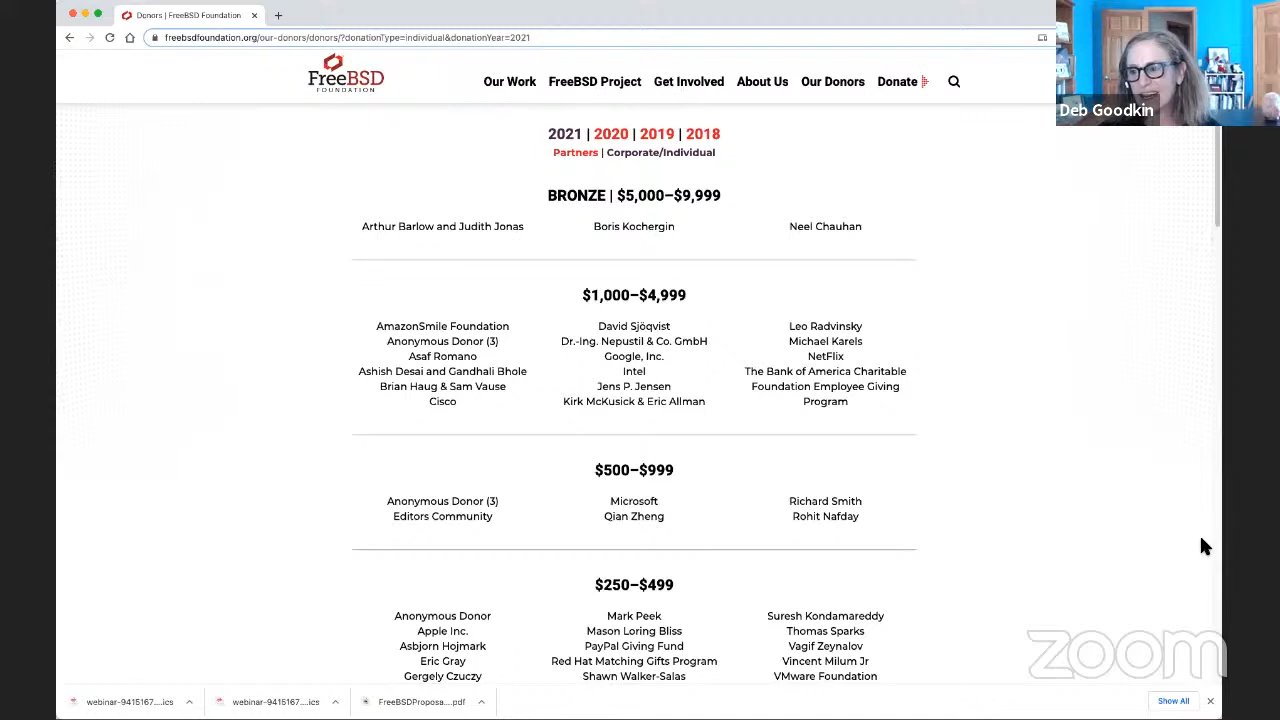 Donors | FreeBSD Foundation
freebsdfoundation.org/our-donors/donors/?donationType=individual&donationYear=2021
Deb Goodkin
FreeBSD
FOUNDATION
Our Work FreeBSD Project Get Involved About Us Our Donors Donate
2021 | 2020 | 2019 | 2018
Partners | Corporate/Individual
BRONZE | $5,000–$9,999
Arthur Barlow and Judith Jonas Boris Kochergin Neel Chauhan
$1,000–$4,999
AmazonSmile Foundation David Sjöqvist Leo Radvinsky
Anonymous Donor (3) Dr.-Ing. Nepustil & Co. GmbH Michael Karels
Asaf Romano Google, Inc. NetFlix
Ashish Desai and Gandhali Bhole Intel The Bank of America Charitable
Brian Haug & Sam Vause Jens P. Jensen Foundation Employee Giving
Cisco Kirk McKusick & Eric Allman Program
$500–$999
Anonymous Donor (3) Microsoft Richard Smith
Editors Community Qian Zheng Rohit Nafday
$250–$499
Anonymous Donor Mark Peek Suresh Kondamareddy
Apple Inc. Mason Loring Bliss Thomas Sparks
Asbjorn Hojmark PayPal Giving Fund Vagif Zeynalov
Eric Gray Red Hat Matching Gifts Program Vincent Milum Jr
Gergely Czuczy Shawn Walker-Salas VMware Foundation
zoom
webinar-9415167....ics webinar-9415167....ics FreeBSDProposa....pdf Show All